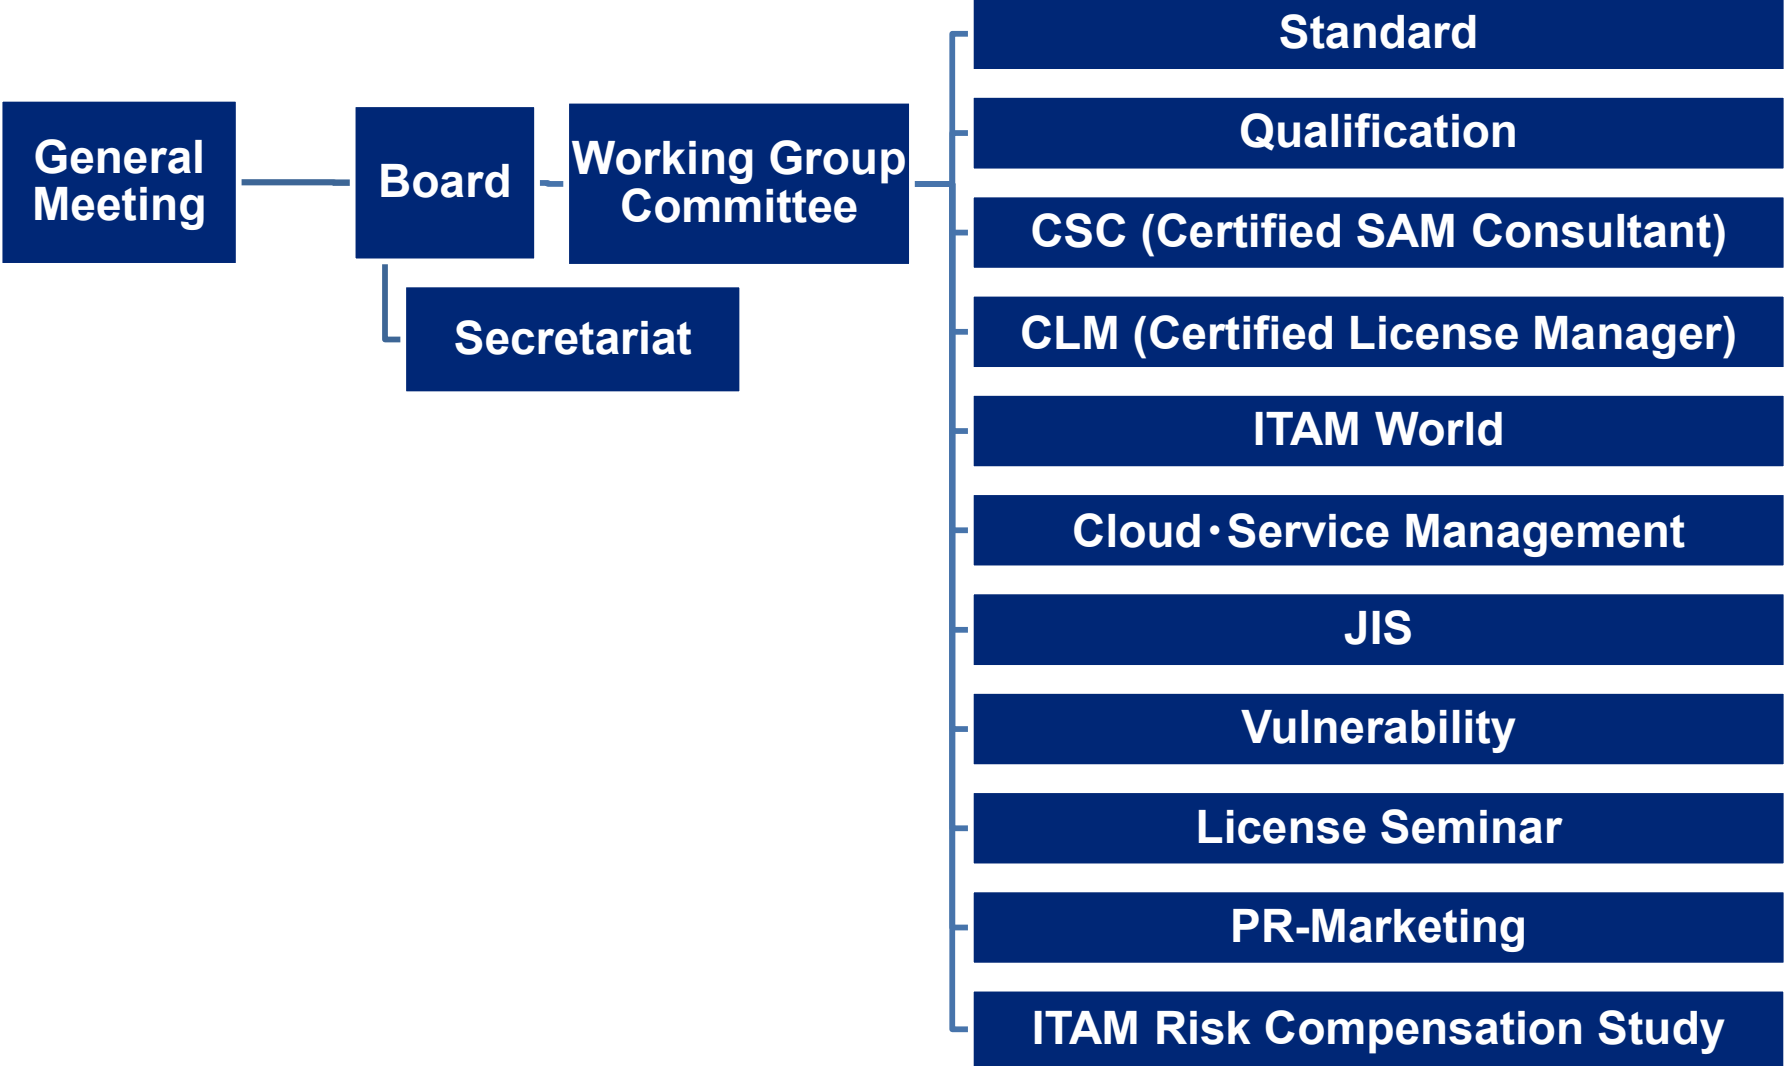 General
Meeting
Board
Working Group
Committee
Secretariat
Standard
Qualification
CSC (Certified SAM Consultant)
CLM (Certified License Manager)
ITAM World
Cloud・Service Management
JIS
Vulnerability
License Seminar
PR-Marketing
ITAM Risk Compensation Study